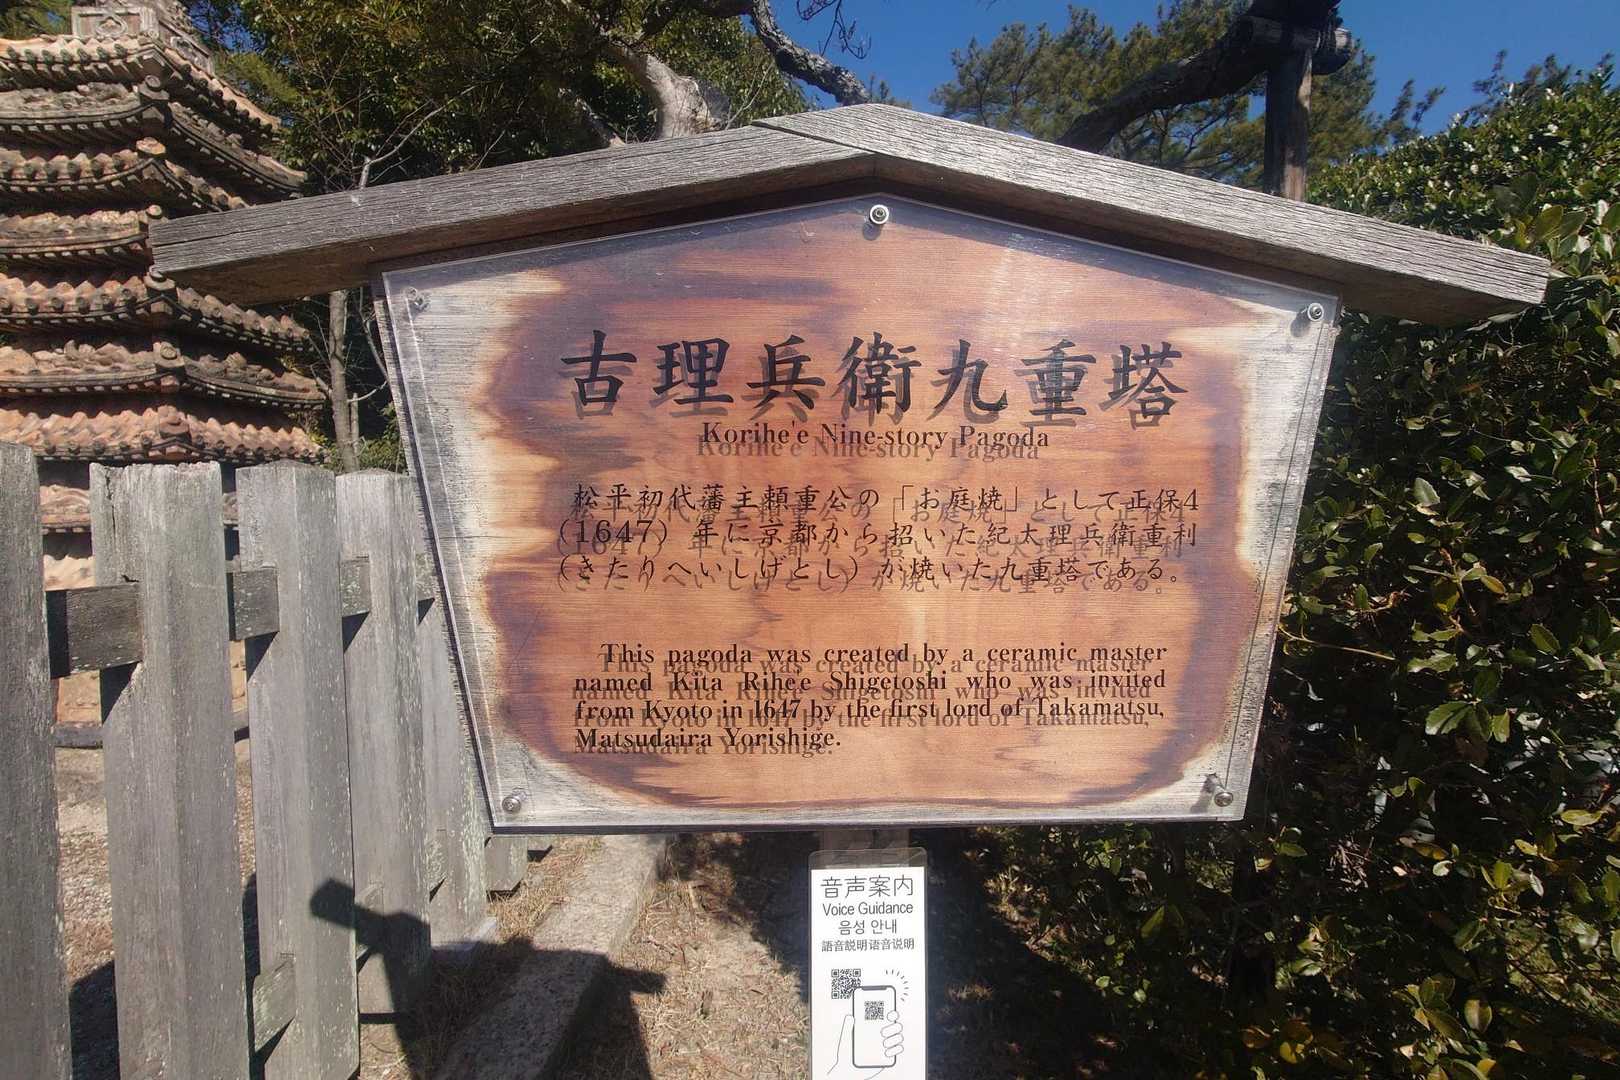 古理兵衛九重塔
Korihe'e Nine-story Pagoda
松平初代藩主頼重公の「お庭焼」として正保4
(1647)年に京都から招いた紀太理兵衛重利
(きたりへいしげとし)が焼いた九重塔である。
This pagoda was created by a ceramic master
named Kita Rihe'e Shigetoshi who was invited
from Kyoto in 1647 by the first lord of Takamatsu,
Matsudaira Yorishige.
音声案内
Voice Guidance
음성 안내
語音說明 语音说明